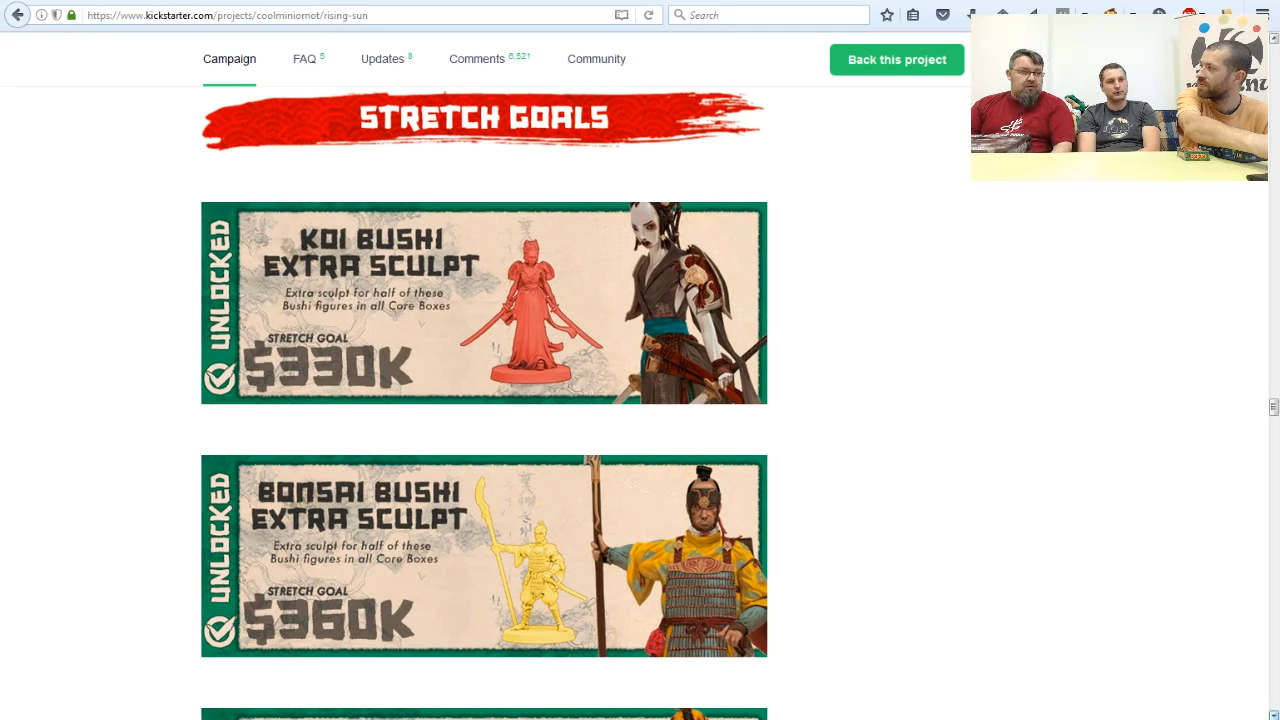 https://www.kickstarter.com/projects/coolminiornot/rising-sun
Search
Campaign
FAQ 5
Updates 8
Comments 6,521
Community
Back this project
STRETCH GOALS
UNLOCKED
KOI BUSHI
EXTRA SCULPT
Extra sculpt for half of these
Bushi figures in all Core Boxes
STRETCH GOAL
$330K
UNLOCKED
BONSAI BUSHI
EXTRA SCULPT
Extra sculpt for half of these
Bushi figures in all Core Boxes
STRETCH GOAL
$360K